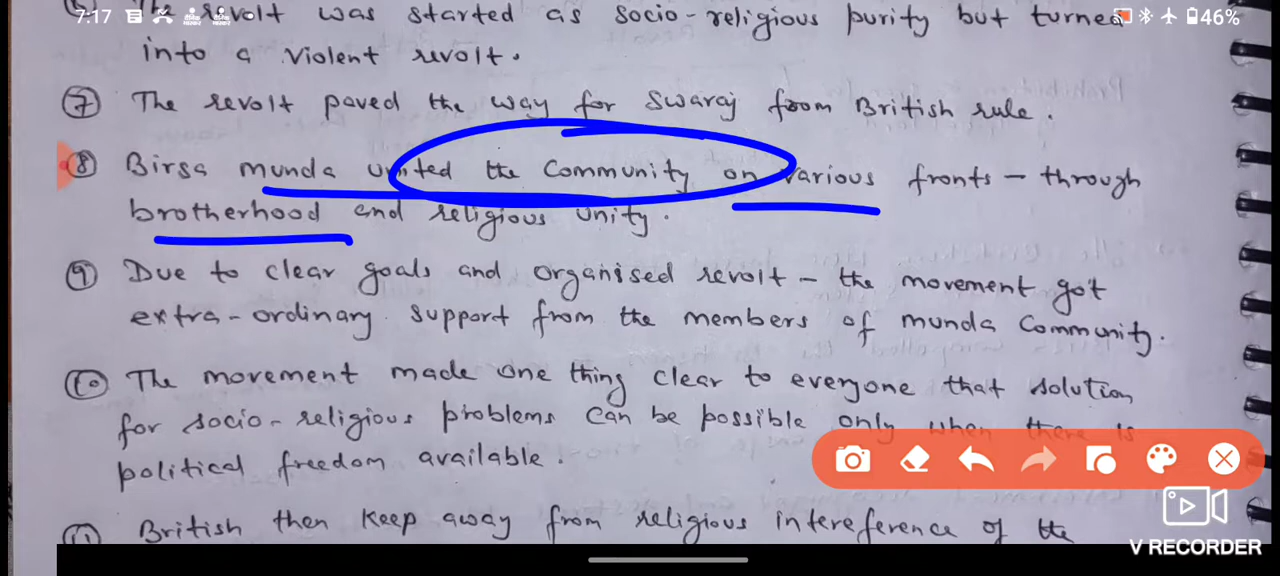 7:17
46%
The revolt was started as socio-religious purity but turned
into a violent revolt.
⑦ The revolt paved the way for Swaraj from British rule.
⑧ Birsa munda united the Community on various fronts - through
brotherhood and religious unity.
⑨ Due to clear goals and organised revolt - the movement got
extra-ordinary support from the members of munda Community.
⑩ The movement made one thing clear to everyone that solution
for socio-religious problems can be possible only when there is
political freedom available.
⑪ British then keep away from religious intereference of the
V RECORDER